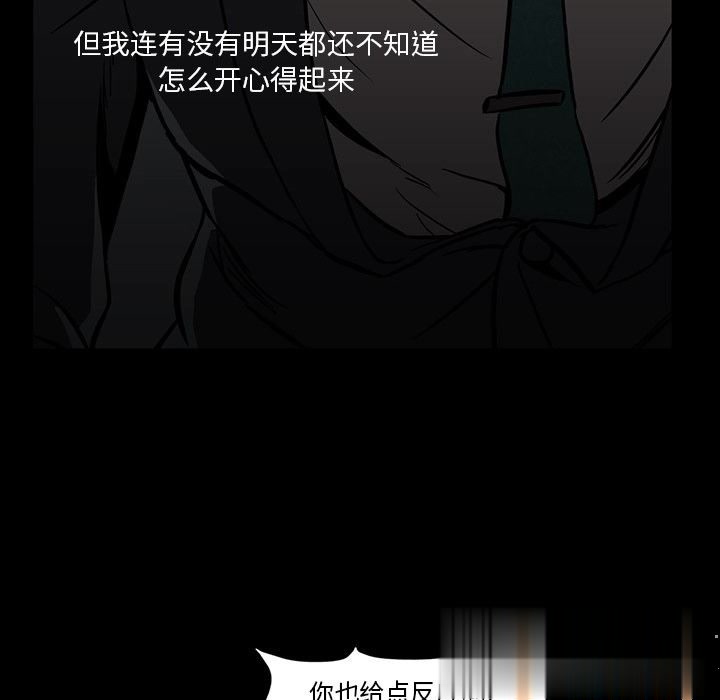 但我连有没有明天都还不知道
怎么开心得起来
你也给点反